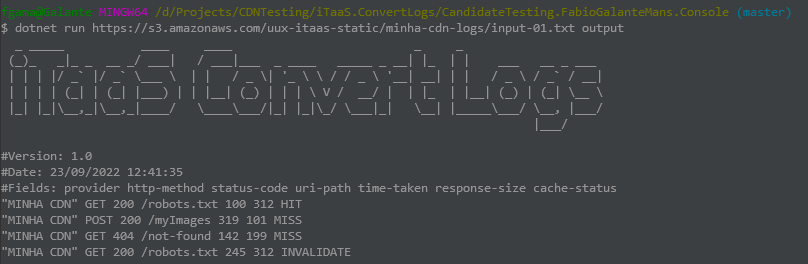 fgama@Galante MINGW64 /d/Projects/CDNTesting/iTaaS.ConvertLogs/CandidateTesting.FabioGalanteMans.Console (master)
$ dotnet run https://s3.amazonaws.com/uux-itaas-static/minha-cdn-logs/input-01.txt output
iTaaS Convert Logs
#Version: 1.0
#Date: 23/09/2022 12:41:35
#Fields: provider http-method status-code uri-path time-taken response-size cache-status
"MINHA CDN" GET 200 /robots.txt 100 312 HIT
"MINHA CDN" POST 200 /myImages 319 101 MISS
"MINHA CDN" GET 404 /not-found 142 199 MISS
"MINHA CDN" GET 200 /robots.txt 245 312 INVALIDATE